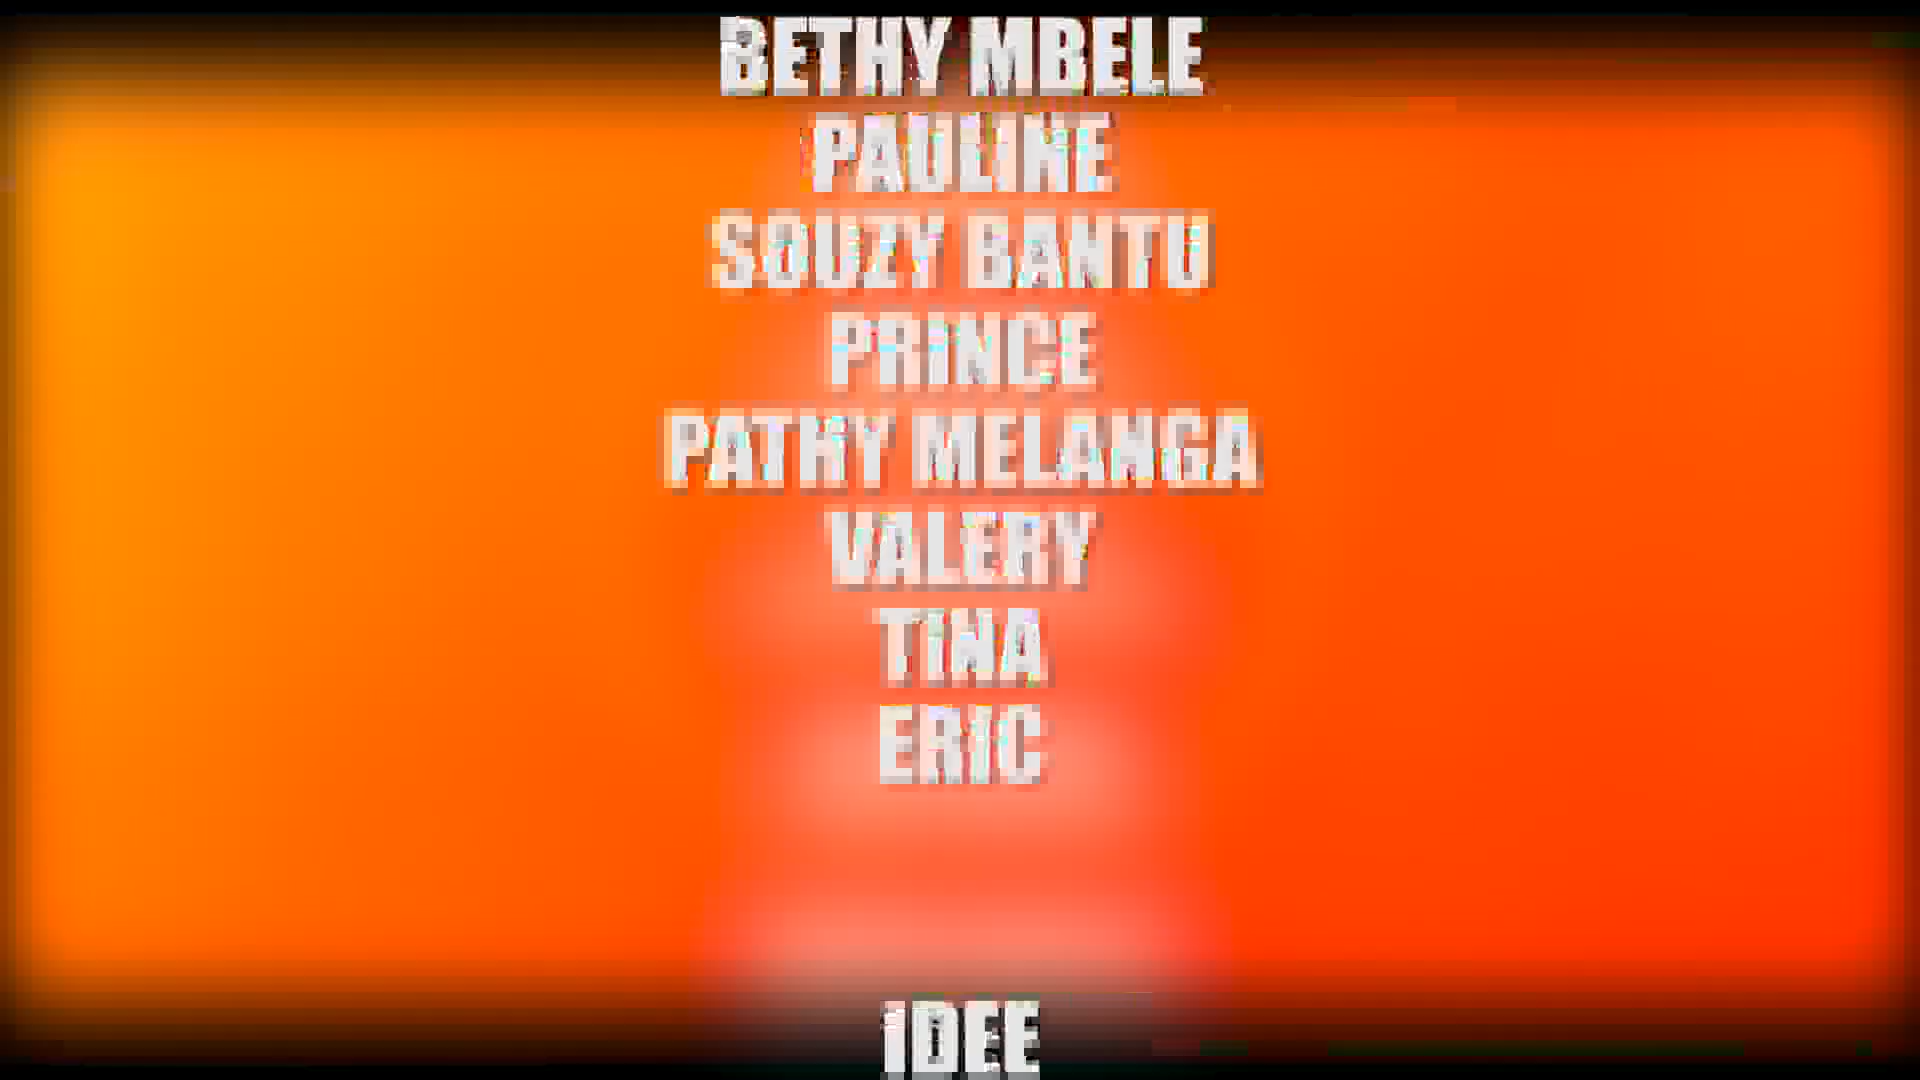 BETHY MBELE
PAULINE
SOUZY BANTU
PRINCE
PATHY MELANGA
VALERY
TINA
ERIC
iDEE